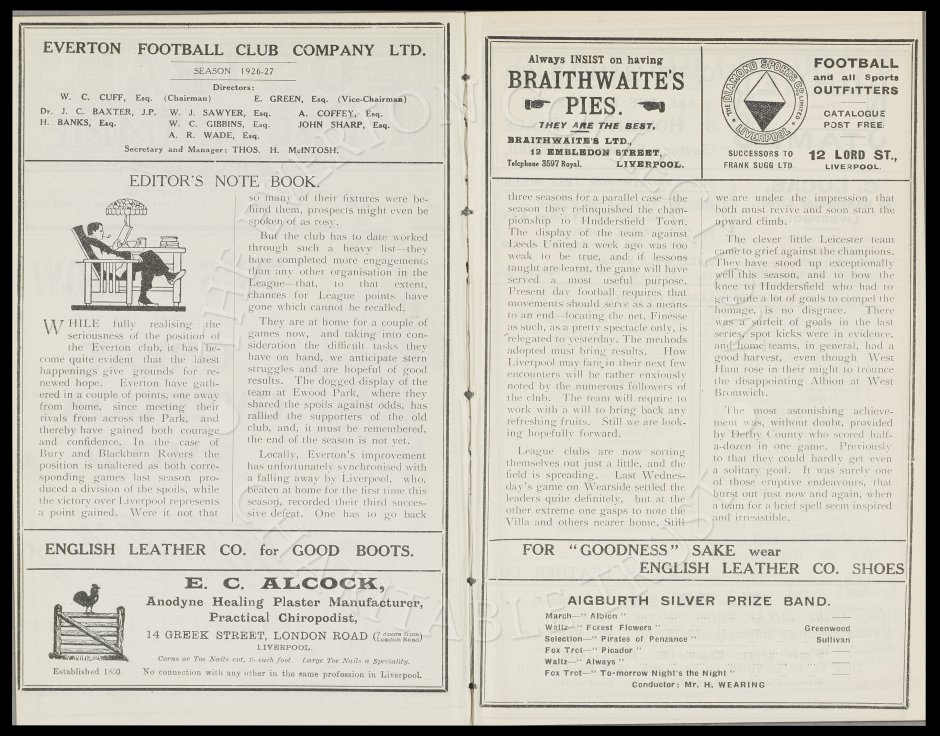 EVERTON FOOTBALL CLUB COMPANY LTD.
SEASON 1926-27
Directors:
W. C. CUFF, Esq. (Chairman) E. GREEN, Esq. (Vice-Chairman)
Dr. J. C. BAXTER, J.P. W. J. SAWYER, Esq. A. COFFEY, Esq.
H. BANKS, Esq. W. C. GIBBINS, Esq. JOHN SHARP, Esq.
A. R. WADE, Esq.
Secretary and Manager: THOS. H. McINTOSH.
EDITOR'S NOTE BOOK.
WHILE fully realising the
seriousness of the position of
the Everton club, it has be-
come quite evident that the latest
happenings give grounds for re-
newed hope. Everton have gath-
ered in a couple of points, one away
from home, since meeting their
rivals from across the Park, and
thereby have gained both courage
and confidence. In the case of
Bury and Blackburn Rovers the
position is unaltered as both corre-
sponding games last season pro-
duced a division of the spoils, while
the victory over Liverpool represents
a point gained. Were it not that
so many of their fixtures were be-
hind them, prospects might even be
spoken of as rosy.
But the club has to date worked
through such a heavy list—they
have completed more engagements
than any other organisation in the
League—that, to that extent,
chances for League points have
gone which cannot be recalled.
They are at home for a couple of
games now and taking into con-
sideration the difficult tasks they
have on hand, we anticipate stern
struggles and are hopeful of good
results. The dogged display of the
team at Ewood Park, where they
shared the spoils against odds, has
rallied the supporters of the old
club, and, it must be remembered,
the end of the season is not yet.
Locally, Everton's improvement
has unfortunately synchronised with
a falling away by Liverpool, who,
beaten at home for the first time this
season, recorded their third succes-
sive defeat. One has to go back
ENGLISH LEATHER CO. for GOOD BOOTS.
E. C. ALCOCK,
Anodyne Healing Plaster Manufacturer,
Practical Chiropodist,
14 GREEK STREET, LONDON ROAD (7 doors from London Road)
LIVERPOOL.
Corns or Toe Nails cut, 1/- each foot Large Toe Nails a Speciality.
Established 1850. No connection with any other in the same profession in Liverpool.
Always INSIST on having
BRAITHWAITE'S
PIES.
THEY ARE THE BEST.
BRAITHWAITE'S LTD.,
12 EMBLEDON STREET,
Telephone 3597 Royal. LIVERPOOL.
THE DIAMOND SPORTS CO. LIMITED
LIVERPOOL
SUCCESSORS TO
FRANK SUGG LTD.
FOOTBALL
and all Sports
OUTFITTERS
CATALOGUE
POST FREE
12 LORD ST.,
LIVERPOOL.
three seasons for a parallel case—the
season they relinquished the cham-
pionship to Huddersfield Town.
The display of the team against
Leeds United a week ago was too
weak to be true, and if lessons
taught are learnt, the game will have
served a most useful purpose.
Present day football requires that
movements should serve as a means
to an end—locating the net. Finesse
as such, as a pretty spectacle only, is
relegated to yesterday. The methods
adopted must bring results. How
Liverpool may fare in their next few
encounters will be rather enxiously
noted by the numerous followers of
the club. The team will require to
work with a will to bring back any
refreshing fruits. Still we are look-
ing hopefully forward.
League clubs are now sorting
themselves out just a little, and the
field is spreading. Last Wednes-
day's game on Wearside settled the
leaders quite definitely, but at the
other extreme one gasps to note the
Villa and others nearer home. Still
we are under the impression that
both must revive and soon start the
upward climb.
The clever little Leicester team
came to grief against the champions.
They have stood up exceptionally
well this season, and to bow the
knee to Huddersfield who had to
get quite a lot of goals to compel the
homage, is no disgrace. There
was a surfeit of goals in the last
series, spot kicks were in evidence,
and home teams, in general, had a
good harvest, even though West
Ham rose in their might to trounce
the disappointing Albion at West
Bromwich.
The most astonishing achieve-
ment was, without doubt, provided
by Derby County who scored half-
a-dozen in one game. Previously
to that they could hardly get even
a solitary goal. It was surely one
of those eruptive endeavours, that
burst out just now and again, when
a team for a brief spell seem inspired
and irresistible.
FOR "GOODNESS" SAKE wear
ENGLISH LEATHER CO. SHOES
AIGBURTH SILVER PRIZE BAND.
March—"Albion"
Waltz—"Forest Flowers" Greenwood
Selection—"Pirates of Penzance" Sullivan
Fox Trot—"Picador"
Waltz—"Always"
Fox Trot—"To-morrow Night's the Night"
Conductor: Mr. H. WEARING